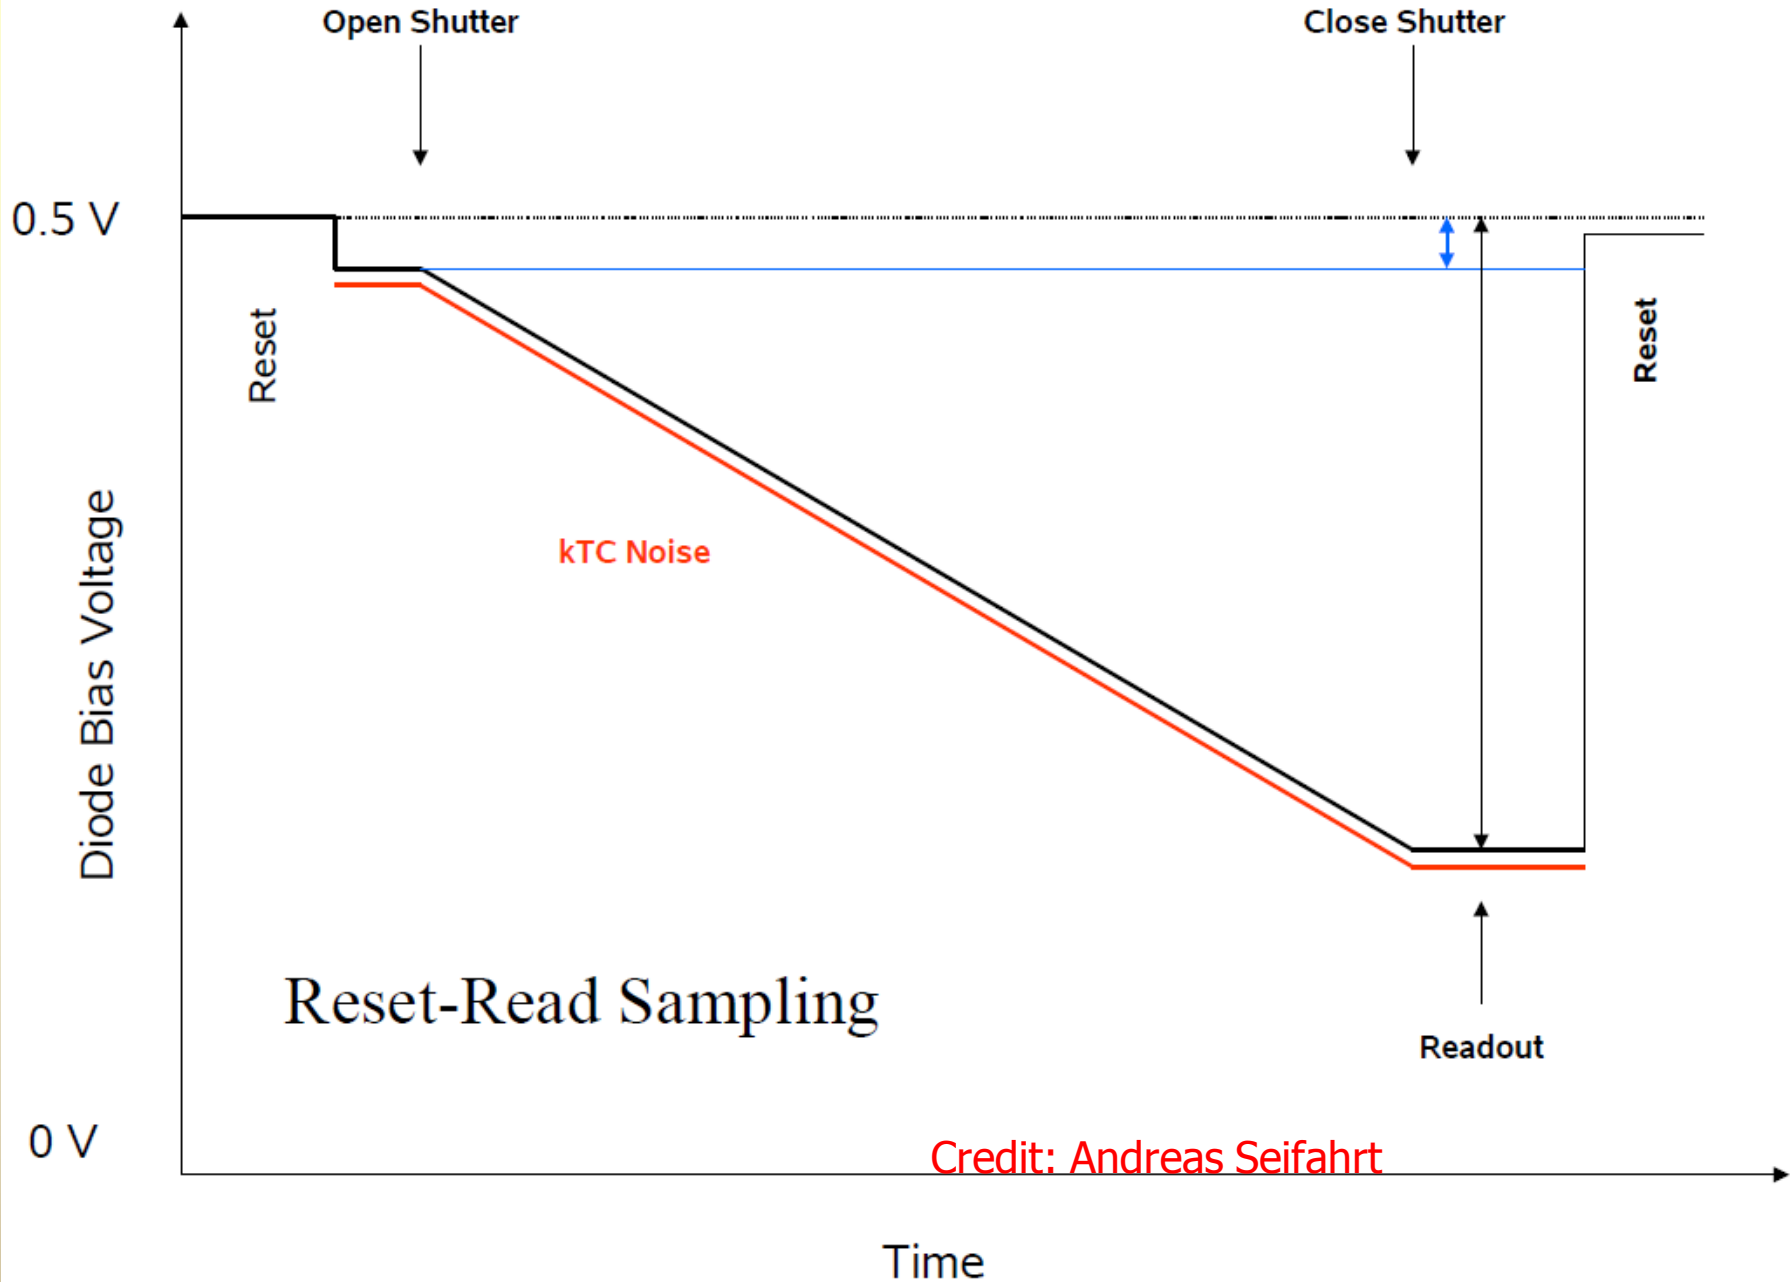 Open Shutter
Close Shutter
0.5 V
Reset
Reset
Diode Bias Voltage
kTC Noise
Reset-Read Sampling
Readout
0 V
Credit: Andreas Seifahrt
Time